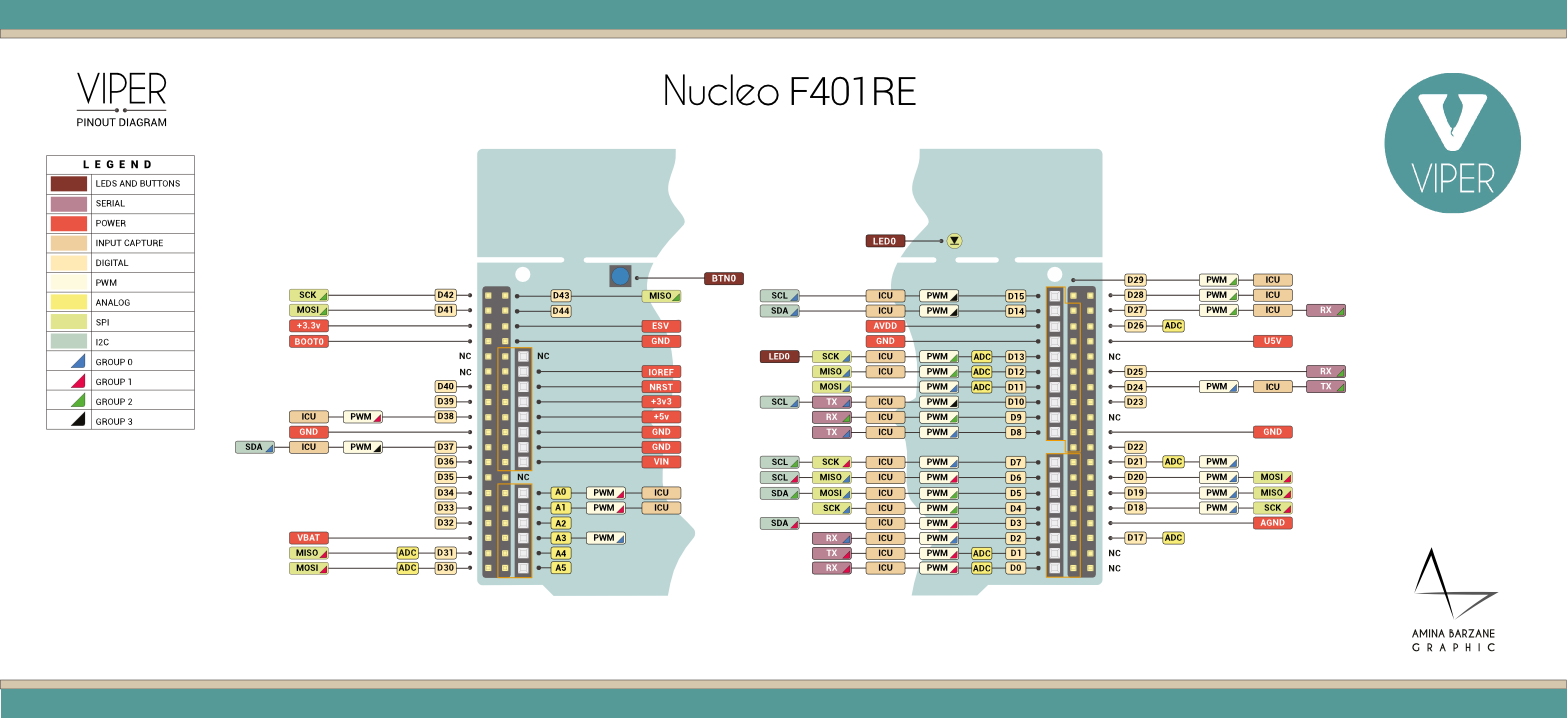 VIPER
PINOUT DIAGRAM
Nucleo F401RE
VIPER
LEGEND
LEDS AND BUTTONS
SERIAL
POWER
INPUT CAPTURE
DIGITAL
PWM
ANALOG
SPI
I2C
GROUP 0
GROUP 1
GROUP 2
GROUP 3
BTN0
SCK D42 D43 MISO
MOSI D41 D44
+3.3v ESV
BOOT0 GND
NC NC
NC IOREF
D40 NRST
D39 +3v3
ICU PWM D38 +5v
GND GND
SDA ICU PWM D37 GND
D36 VIN
D35 NC
D34 A0 PWM ICU
D33 A1 PWM ICU
D32 A2
VBAT A3 PWM
MISO ADC D31 A4
MOSI ADC D30 A5
LED0
D29 PWM ICU
SCL ICU PWM D15 D28 PWM ICU
SDA ICU PWM D14 D27 PWM ICU RX
AVDD D26 ADC
GND U5V
LED0 SCK ICU PWM ADC D13 NC
MISO ICU PWM ADC D12 D25 RX
MOSI PWM ADC D11 D24 PWM ICU TX
SCL TX ICU PWM D10 D23
RX ICU PWM D9 NC
TX ICU PWM D8 GND
D22
SCL SCK ICU PWM D7 D21 ADC PWM
SCL MISO ICU PWM D6 D20 PWM MOSI
SDA MOSI ICU PWM D5 D19 PWM MISO
SCK ICU PWM D4 D18 PWM SCK
SDA ICU PWM D3 AGND
RX ICU PWM D2 D17 ADC
TX ICU PWM ADC D1 NC
RX ICU PWM ADC D0 NC
AMINA BARZANE
GRAPHIC